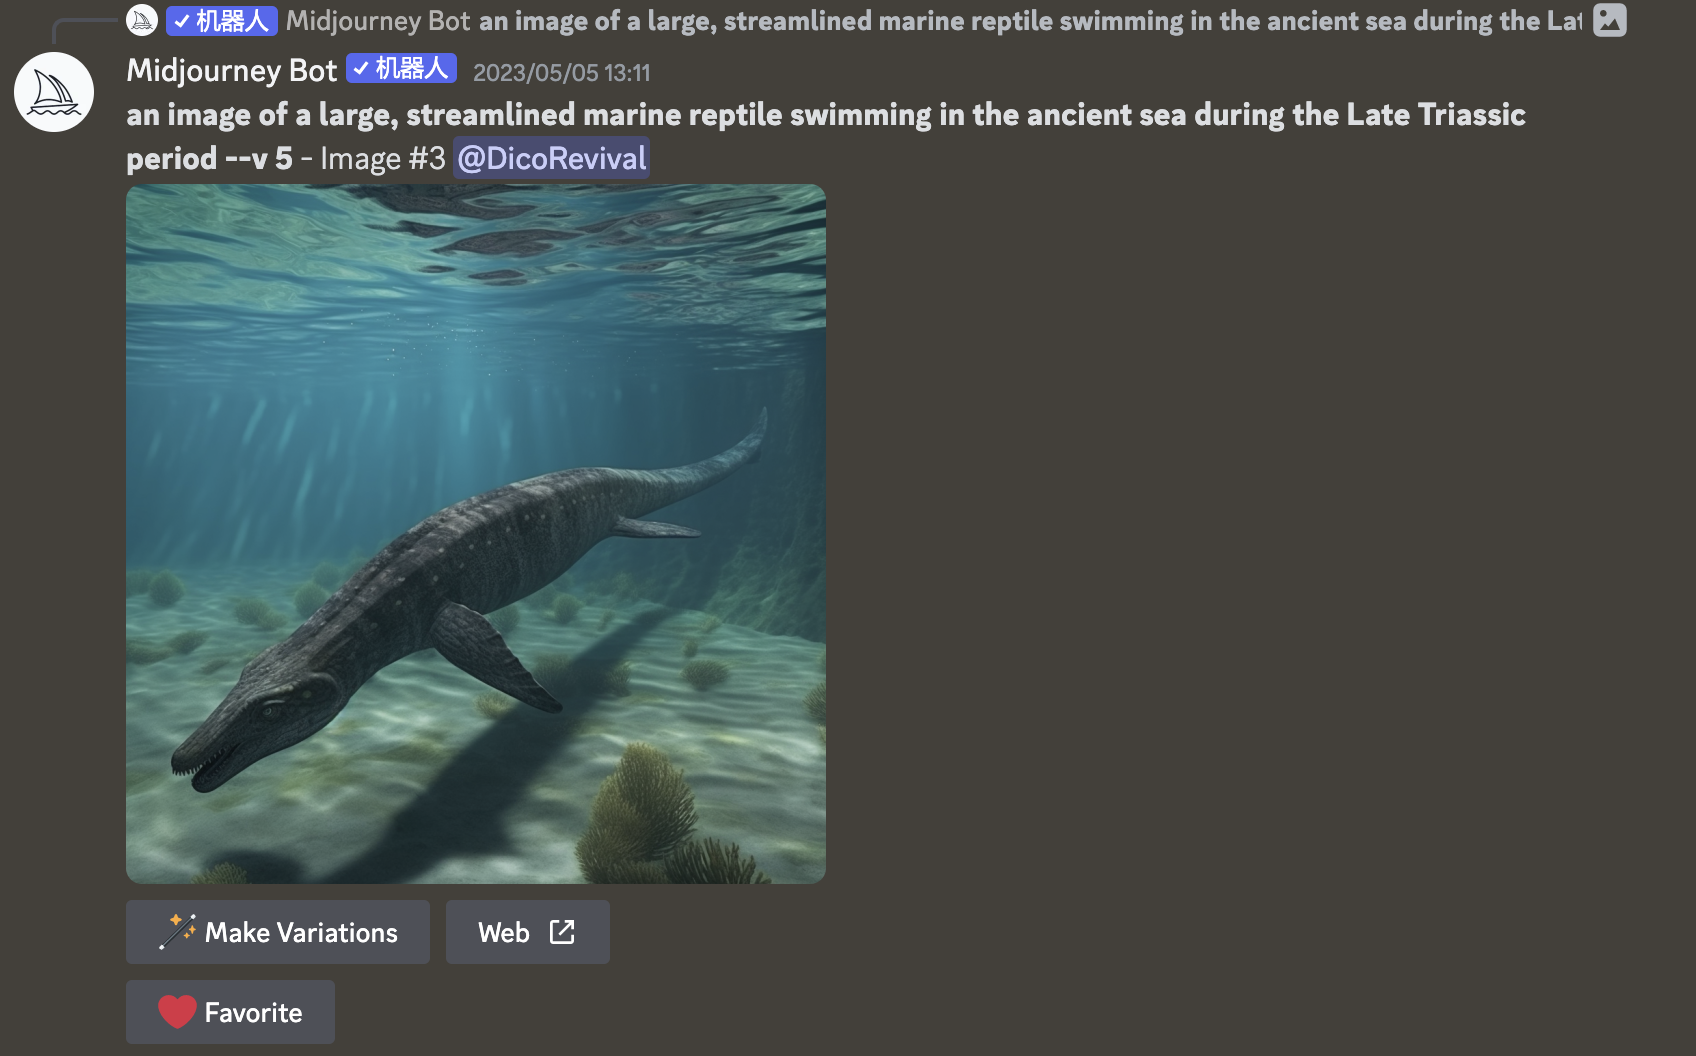 机器人 Midjourney Bot an image of a large, streamlined marine reptile swimming in the ancient sea during the Lat
Midjourney Bot 机器人 2023/05/05 13:11
an image of a large, streamlined marine reptile swimming in the ancient sea during the Late Triassic
period --v 5 - Image #3 @DicoRevival
Make Variations Web
Favorite